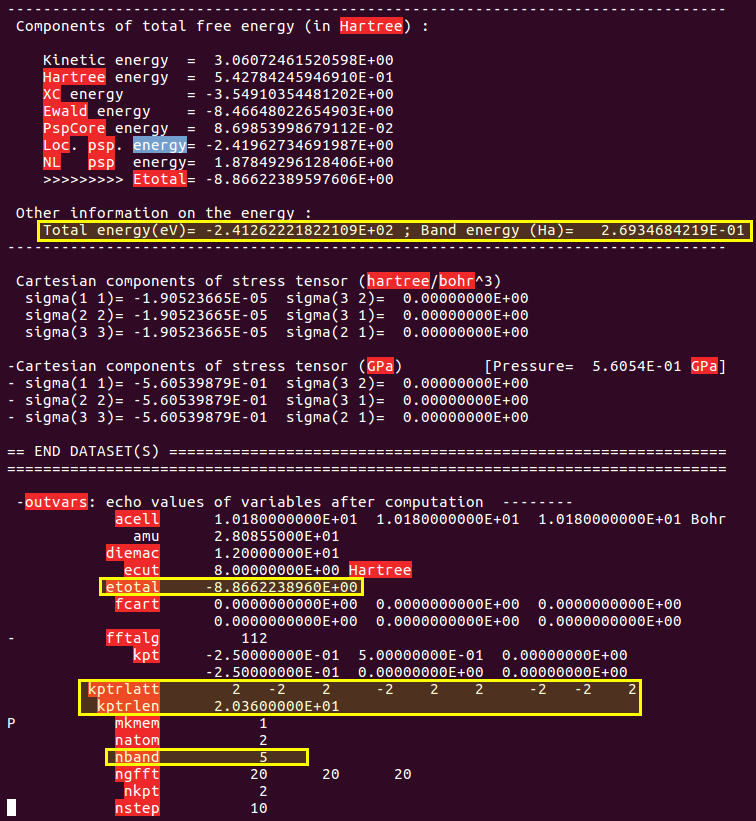 --------------------------------------------------------------------------------
Components of total free energy (in Hartree) :
Kinetic energy  =  3.06072461520598E+00
Hartree energy  =  5.42784245946910E-01
XC energy       = -3.54910354481202E+00
Ewald energy    = -8.46648022654903E+00
PspCore energy  =  8.69853998679112E-02
Loc. psp. energy= -2.41962734691987E+00
NL   psp  energy=  1.87849296128406E+00
>>>>>>>>> Etotal= -8.86622389597606E+00
Other information on the energy :
Total energy(eV)= -2.41262221822109E+02 ; Band energy (Ha)=   2.6934684219E-01
--------------------------------------------------------------------------------
Cartesian components of stress tensor (hartree/bohr^3)
sigma(1 1)= -1.90523665E-05  sigma(3 2)=  0.00000000E+00
sigma(2 2)= -1.90523665E-05  sigma(3 1)=  0.00000000E+00
sigma(3 3)= -1.90523665E-05  sigma(2 1)=  0.00000000E+00
-Cartesian components of stress tensor (GPa)         [Pressure=  5.6054E-01 GPa]
- sigma(1 1)= -5.60539879E-01  sigma(3 2)=  0.00000000E+00
- sigma(2 2)= -5.60539879E-01  sigma(3 1)=  0.00000000E+00
- sigma(3 3)= -5.60539879E-01  sigma(2 1)=  0.00000000E+00
== END DATASET(S) ==============================================================
================================================================================
-outvars: echo values of variables after computation  --------
acell      1.0180000000E+01  1.0180000000E+01  1.0180000000E+01 Bohr
amu      2.80855000E+01
diemac      1.20000000E+01
ecut      8.00000000E+00 Hartree
etotal     -8.8662238960E+00
fcart      0.0000000000E+00  0.0000000000E+00  0.0000000000E+00
0.0000000000E+00  0.0000000000E+00  0.0000000000E+00
-          fftalg         112
kpt     -2.50000000E-01  5.00000000E-01  0.00000000E+00
-2.50000000E-01  0.00000000E+00  0.00000000E+00
kptrlatt        2   -2    2     -2    2    2     -2   -2    2
kptrlen      2.03600000E+01
P           mkmem           1
natom           2
nband           5
ngfft          20      20      20
nkpt           2
nstep          10